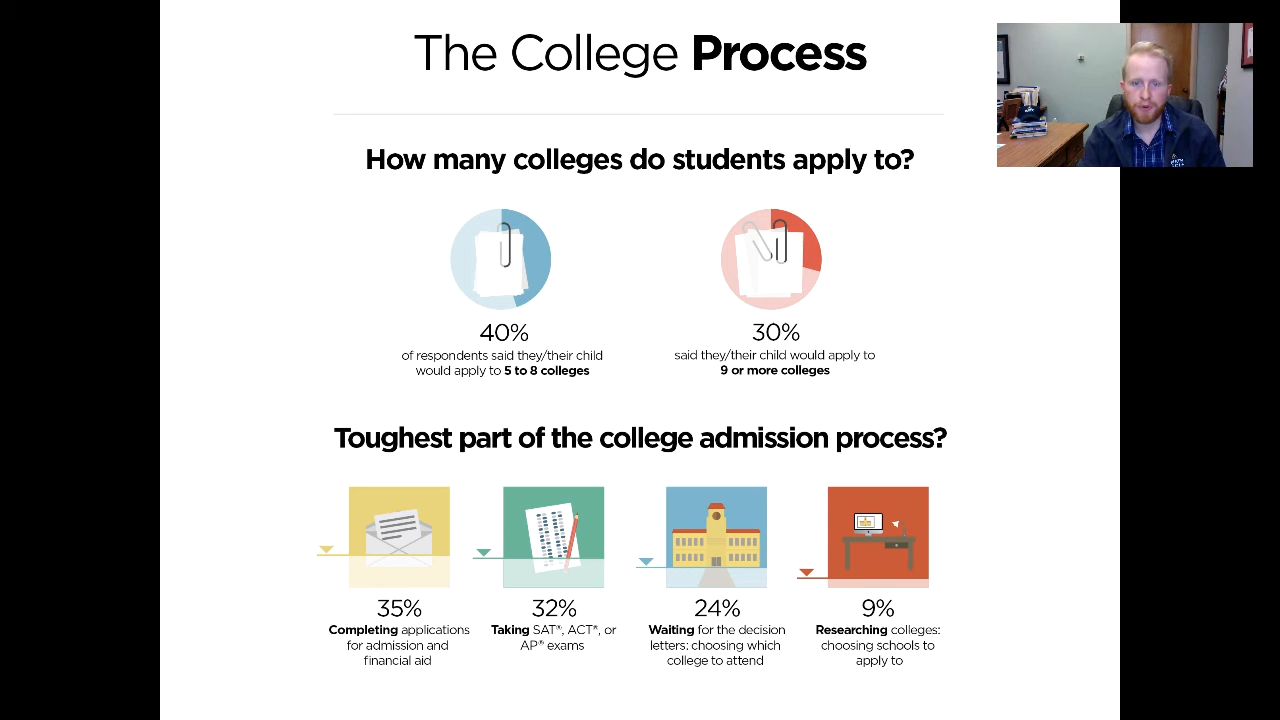 The College Process
How many colleges do students apply to?
40%
of respondents said they/their child
would apply to 5 to 8 colleges
30%
said they/their child would apply to
9 or more colleges
Toughest part of the college admission process?
35%
Completing applications
for admission and
financial aid
32%
Taking SAT®, ACT®, or
AP® exams
24%
Waiting for the decision
letters: choosing which
college to attend
9%
Researching colleges:
choosing schools to
apply to